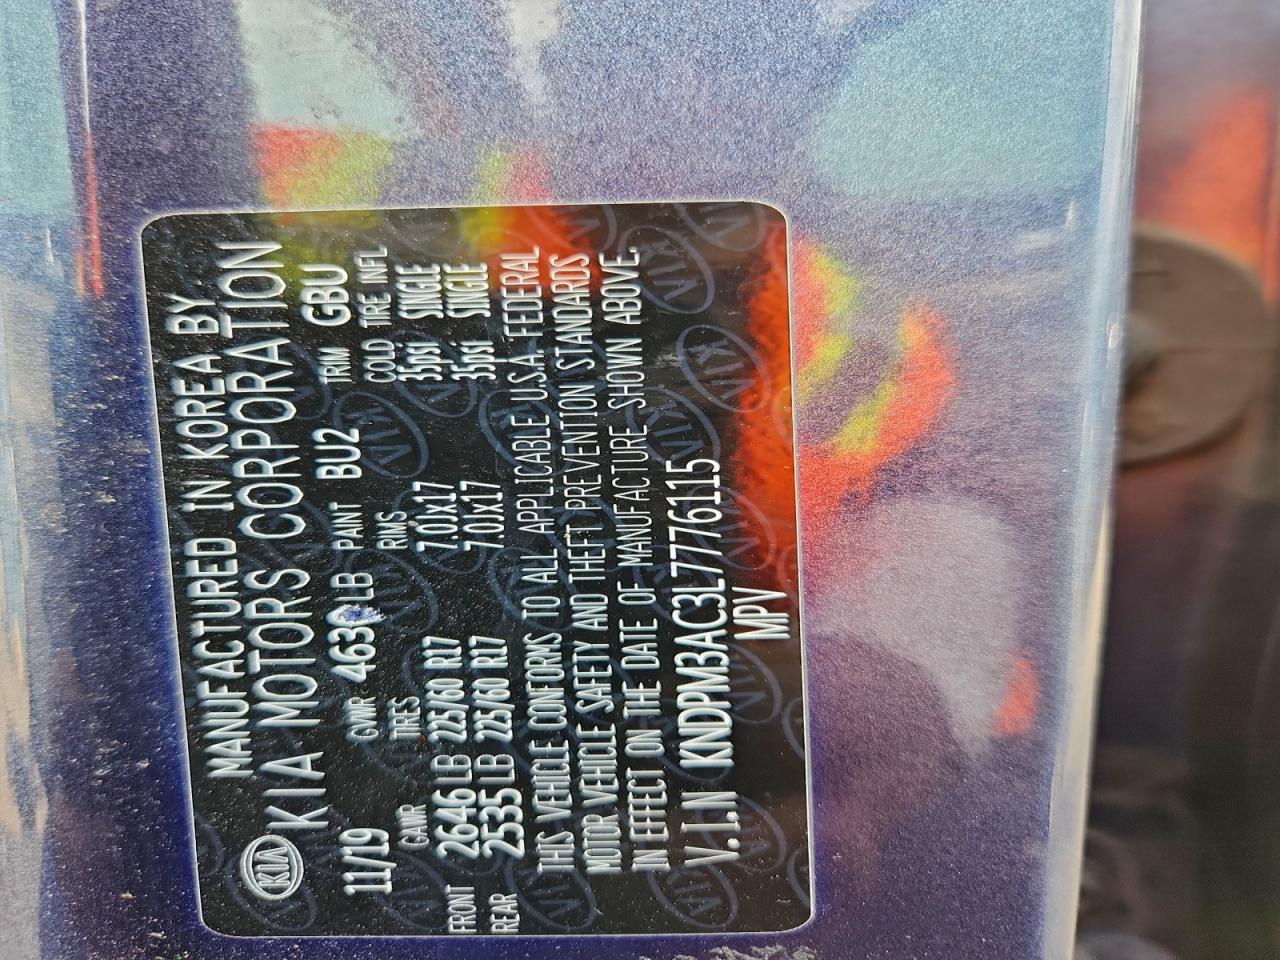 KIA
MANUFACTURED IN KOREA BY
KIA MOTORS CORPORATION
11/19 GVWR LB PAINT BU2 TRIM GBU
GAWR TIRES RIMS COLD TIRE INFL
FRONT 2646 LB 225/60 R17 7.0Jx17 35psi SINGLE
REAR 2535 LB 225/60 R17 7.0Jx17 35psi SINGLE
THIS VEHICLE CONFORMS TO ALL APPLICABLE U.S.A. FEDERAL
MOTOR VEHICLE SAFETY AND THEFT PREVENTION STANDARDS
IN EFFECT ON THE DATE OF MANUFACTURE SHOWN ABOVE.
V.I.N KNDPM3AC3L7776115
MPV